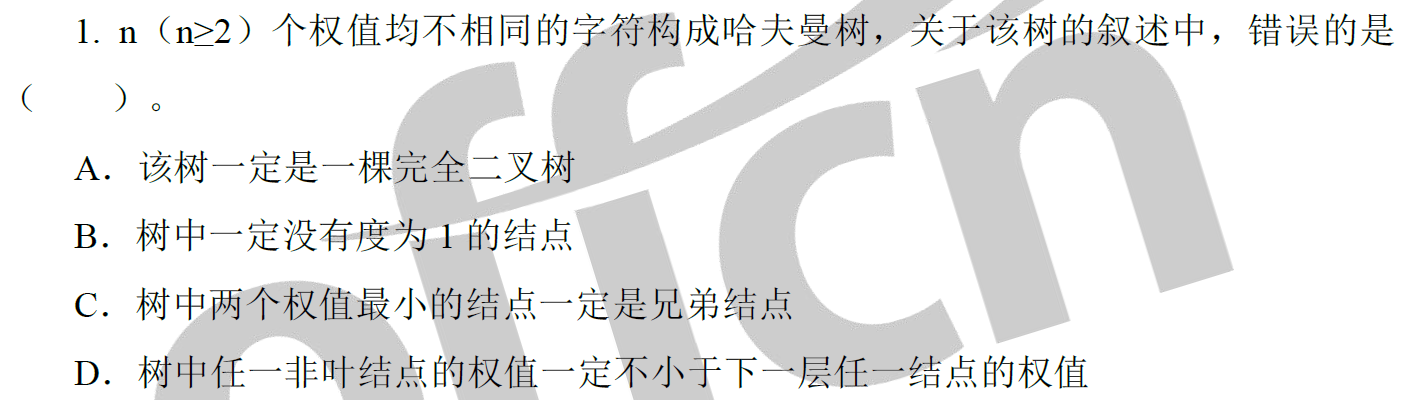 1. n（n≥2）个权值均不相同的字符构成哈夫曼树，关于该树的叙述中，错误的是
（　　）。
A．该树一定是一棵完全二叉树
B．树中一定没有度为 1 的结点
C．树中两个权值最小的结点一定是兄弟结点
D．树中任一非叶结点的权值一定不小于下一层任一结点的权值
offcn